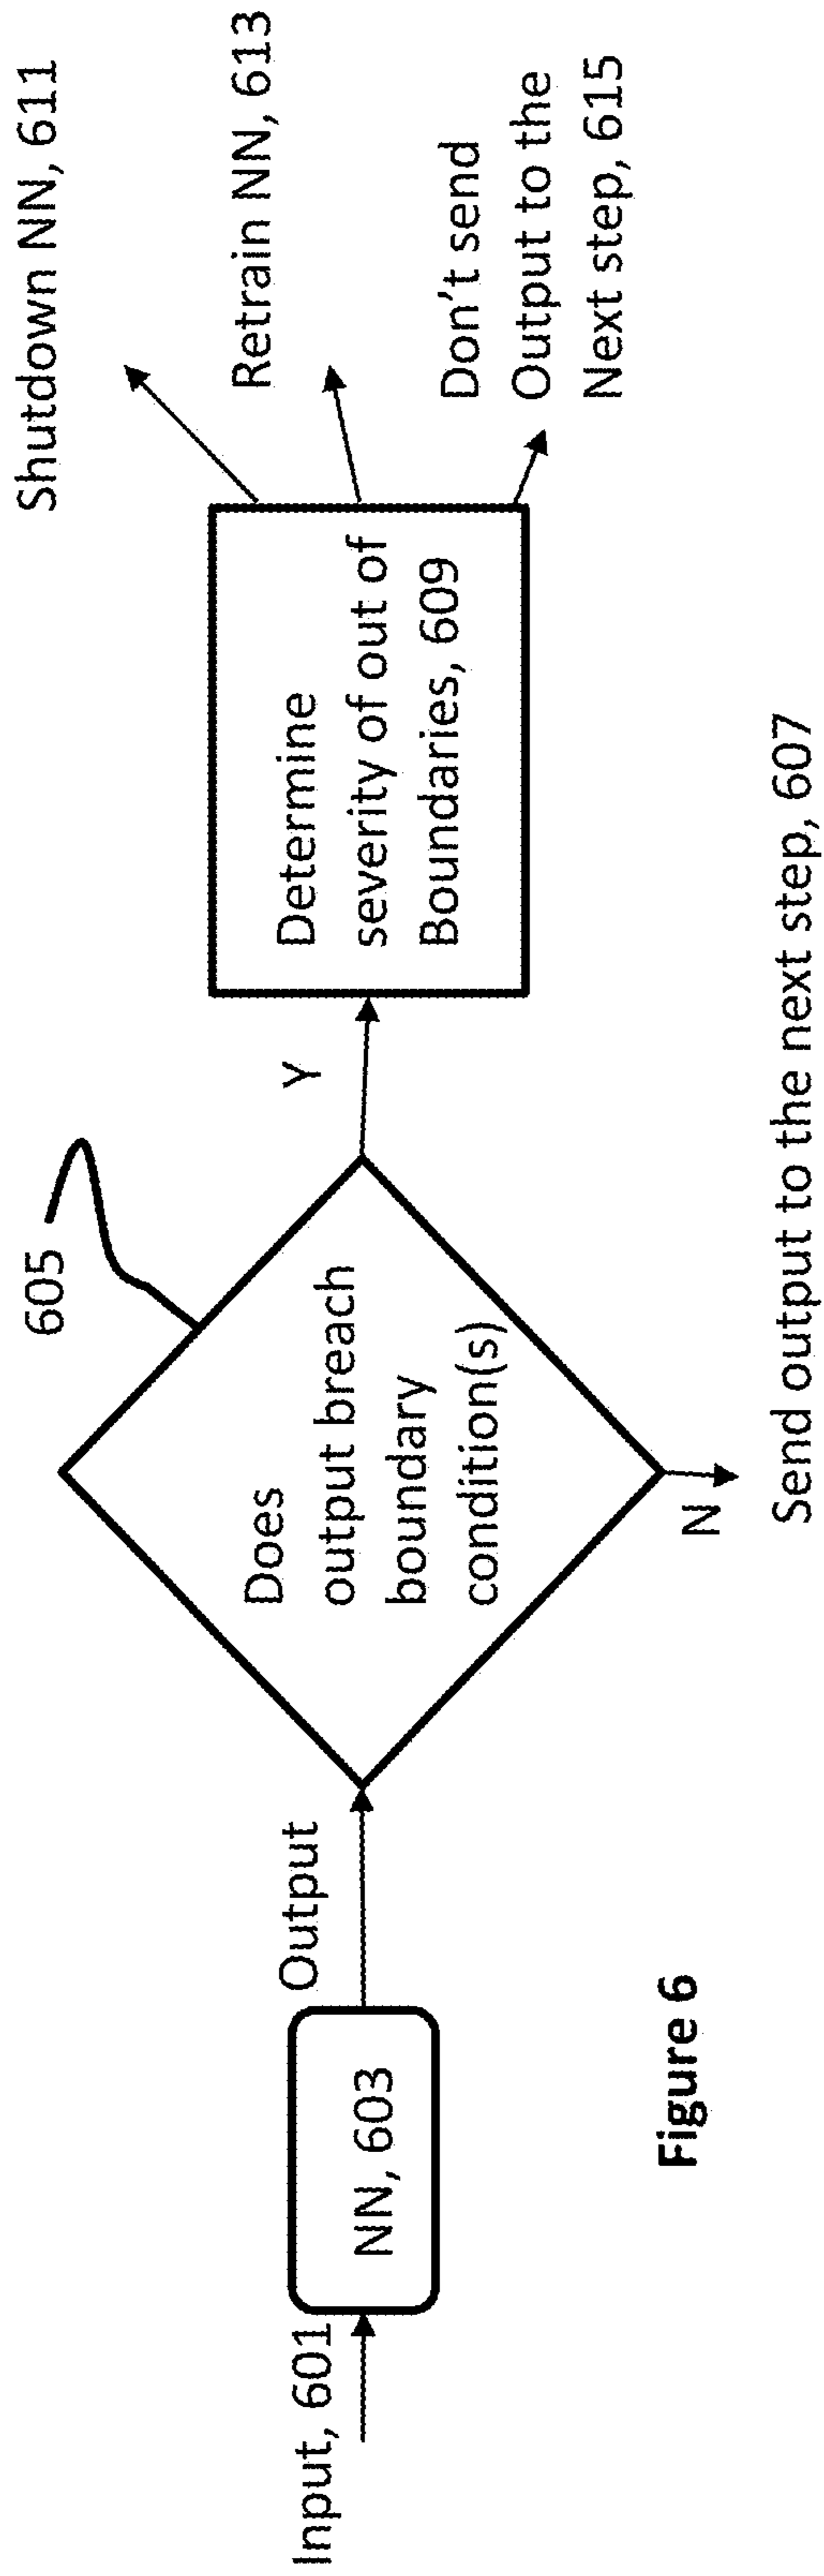 Input, 601
NN, 603
Output
605
Does
output breach
boundary
condition(s)
Y
N
Send output to the next step, 607
Determine
severity of out of
Boundaries, 609
Shutdown NN, 611
Retrain NN, 613
Don't send
Output to the
Next step, 615
Figure 6